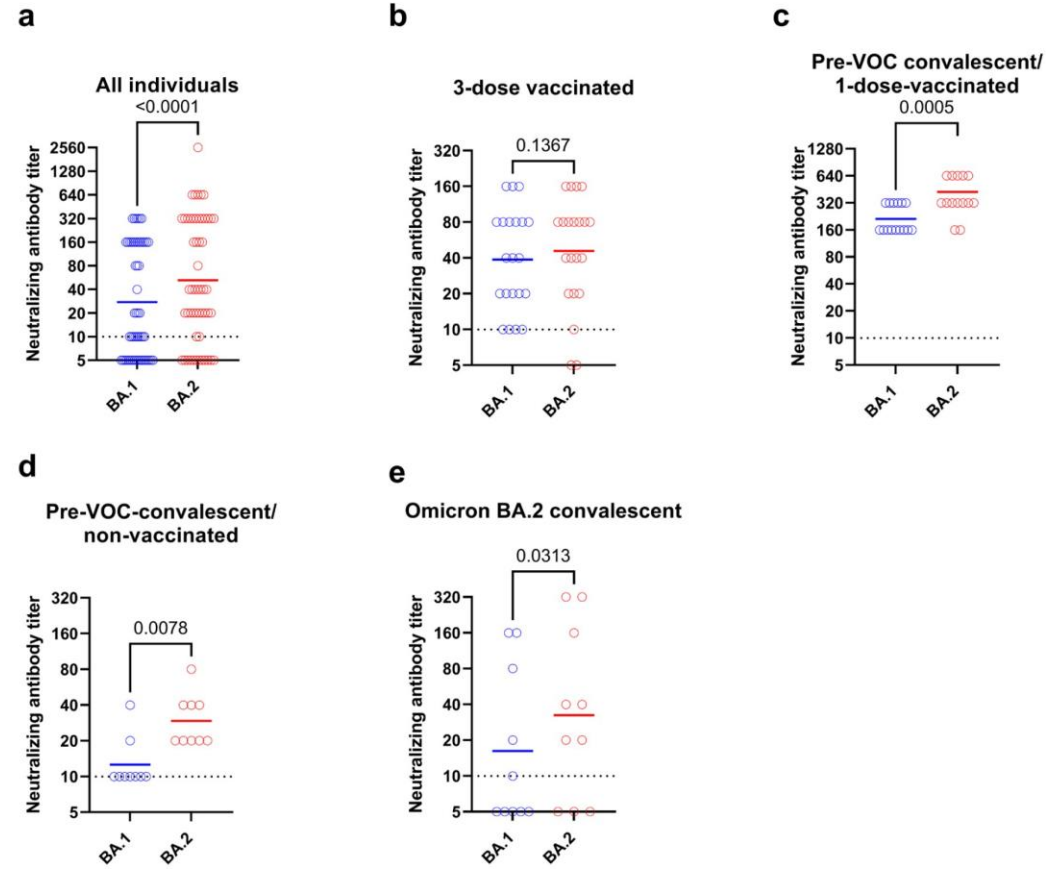 a
All individuals
<0.0001
Neutralizing antibody titer
2560
1280
640
320
160
80
40
20
10
5
BA.1
BA.2
b
3-dose vaccinated
0.1367
Neutralizing antibody titer
320
160
80
40
20
10
5
BA.1
BA.2
c
Pre-VOC convalescent/
1-dose-vaccinated
0.0005
Neutralizing antibody titer
1280
640
320
160
80
40
20
10
5
BA.1
BA.2
d
Pre-VOC-convalescent/
non-vaccinated
0.0078
Neutralizing antibody titer
320
160
80
40
20
10
5
BA.1
BA.2
e
Omicron BA.2 convalescent
0.0313
Neutralizing antibody titer
320
160
80
40
20
10
5
BA.1
BA.2